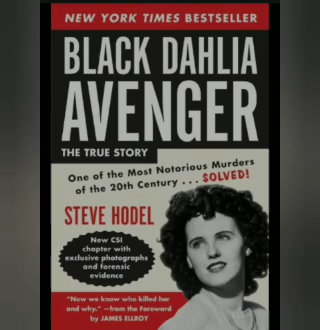 NEW YORK TIMES BESTSELLER
BLACK DAHLIA
AVENGER
THE TRUE STORY
One of the Most Notorious Murders
of the 20th Century . . . SOLVED!
STEVE HODEL
New CSI
chapter with
exclusive photographs
and forensic
evidence
"Now we know who killed her
and why." —from the Foreword
by JAMES ELLROY